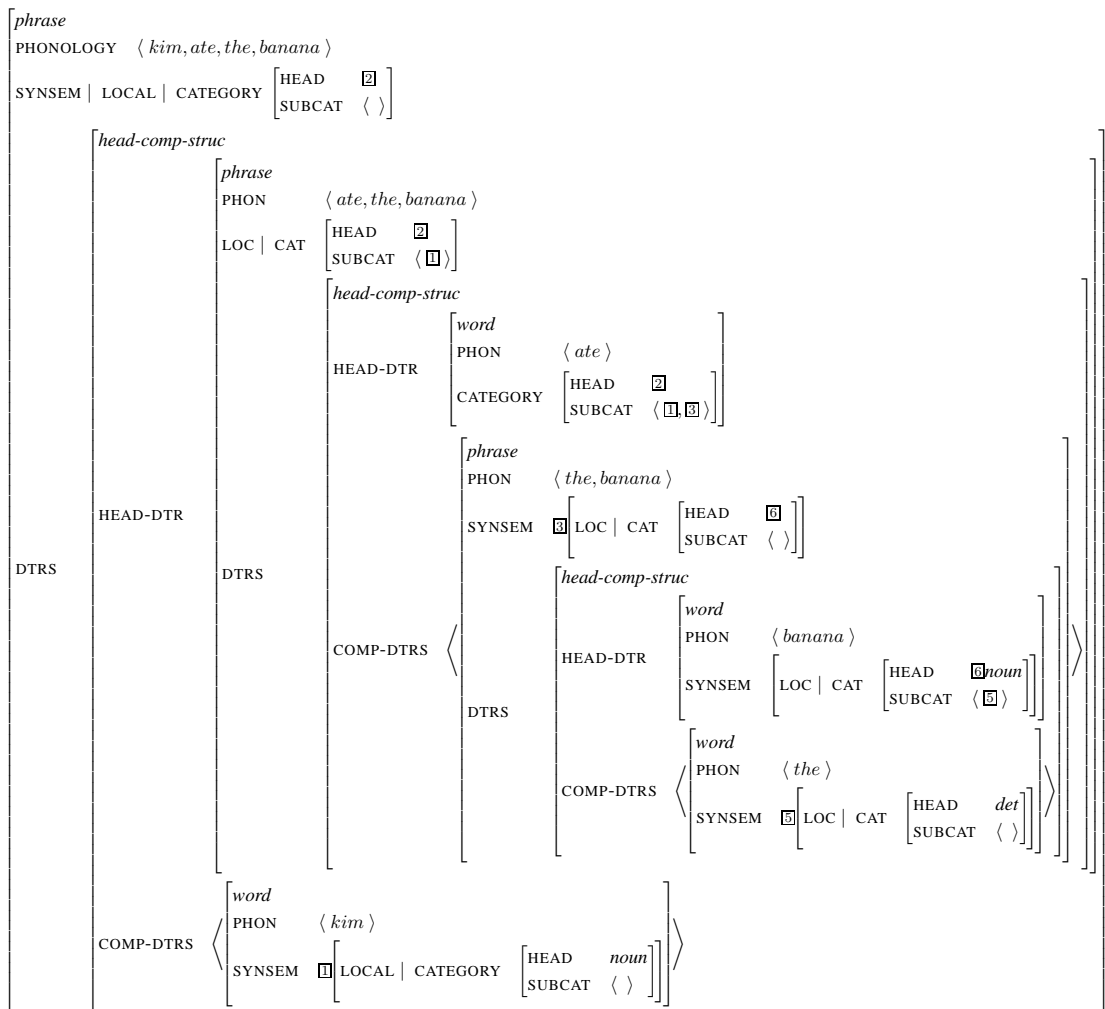 phrase
PHONOLOGY ⟨ kim, ate, the, banana ⟩
HEAD 2
SYNSEM | LOCAL | CATEGORY
SUBCAT ⟨ ⟩
head-comp-struc
phrase
PHON ⟨ ate, the, banana ⟩
HEAD 2
LOC | CAT
SUBCAT ⟨ 1 ⟩
head-comp-struc
word
PHON ⟨ ate ⟩
HEAD-DTR
HEAD 2
CATEGORY
SUBCAT ⟨ 1, 3 ⟩
phrase
PHON ⟨ the, banana ⟩
HEAD 6
HEAD-DTR
SYNSEM 3 LOC | CAT
SUBCAT ⟨ ⟩
DTRS
DTRS
head-comp-struc
word
PHON ⟨ banana ⟩
COMP-DTRS
HEAD-DTR
HEAD 6 noun
SYNSEM LOC | CAT
SUBCAT ⟨ 5 ⟩
DTRS
word
PHON ⟨ the ⟩
COMP-DTRS
HEAD det
SYNSEM 5 LOC | CAT
SUBCAT ⟨ ⟩
word
PHON ⟨ kim ⟩
COMP-DTRS
HEAD noun
SYNSEM 1 LOCAL | CATEGORY
SUBCAT ⟨ ⟩